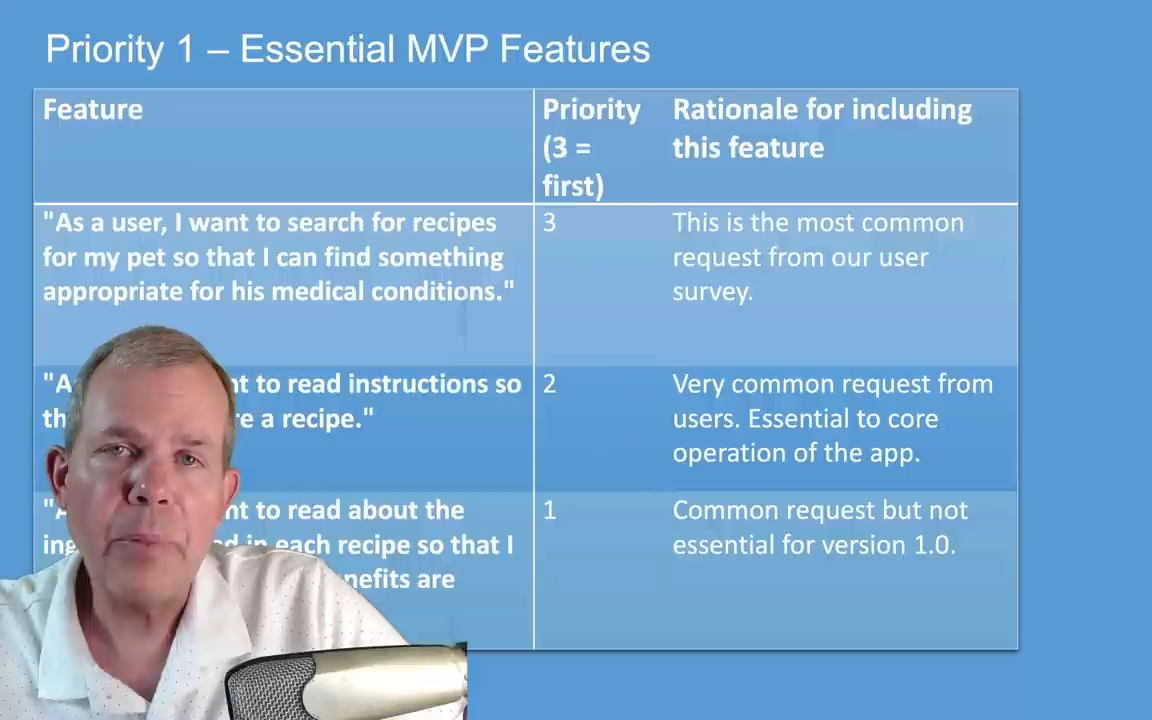 Priority 1 – Essential MVP Features
Feature
Priority
(3 =
first)
Rationale for including
this feature
"As a user, I want to search for recipes
for my pet so that I can find something
appropriate for his medical conditions."
3
This is the most common
request from our user
survey.
to read instructions so
a recipe."
2
Very common request from
users. Essential to core
operation of the app.
to read about the
in each recipe so that I
are
1
Common request but not
essential for version 1.0.